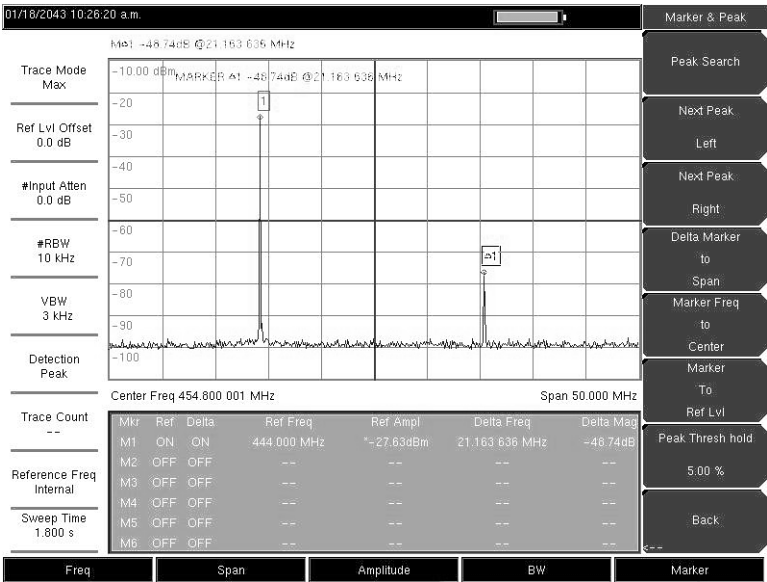 01/18/2043 10:26:20 a.m.
Marker & Peak
-48.74dB @21.163 636 MHz
Trace Mode
Max
Ref Lvl Offset
0.0 dB
#Input Atten
0.0 dB
#RBW
10 kHz
VBW
3 kHz
Detection
Peak
Trace Count
--
Reference Freq
Internal
Sweep Time
1.800 s
-10.00 dBm
MARKER -48.74dB @21.163 636 MHz
-20
-30
-40
-50
-60
-70
-80
-90
-100
1
Center Freq 454.800 001 MHz
Span 50.000 MHz
Mkr Ref Delta Ref Freq Ref Ampl Delta Freq Delta Mag
M1 ON ON 444.000 MHz *-27.63dBm 21.163 636 MHz -48.74dB
M2 OFF OFF -- -- -- --
M3 OFF OFF -- -- -- --
M4 OFF OFF -- -- -- --
M5 OFF OFF -- -- -- --
M6 OFF OFF -- -- -- --
Peak Search
Next Peak
Left
Next Peak
Right
Delta Marker
to
Span
Marker Freq
to
Center
Marker
To
Ref Lvl
Peak Thresh hold
5.00 %
Back
<--
Freq
Span
Amplitude
BW
Marker